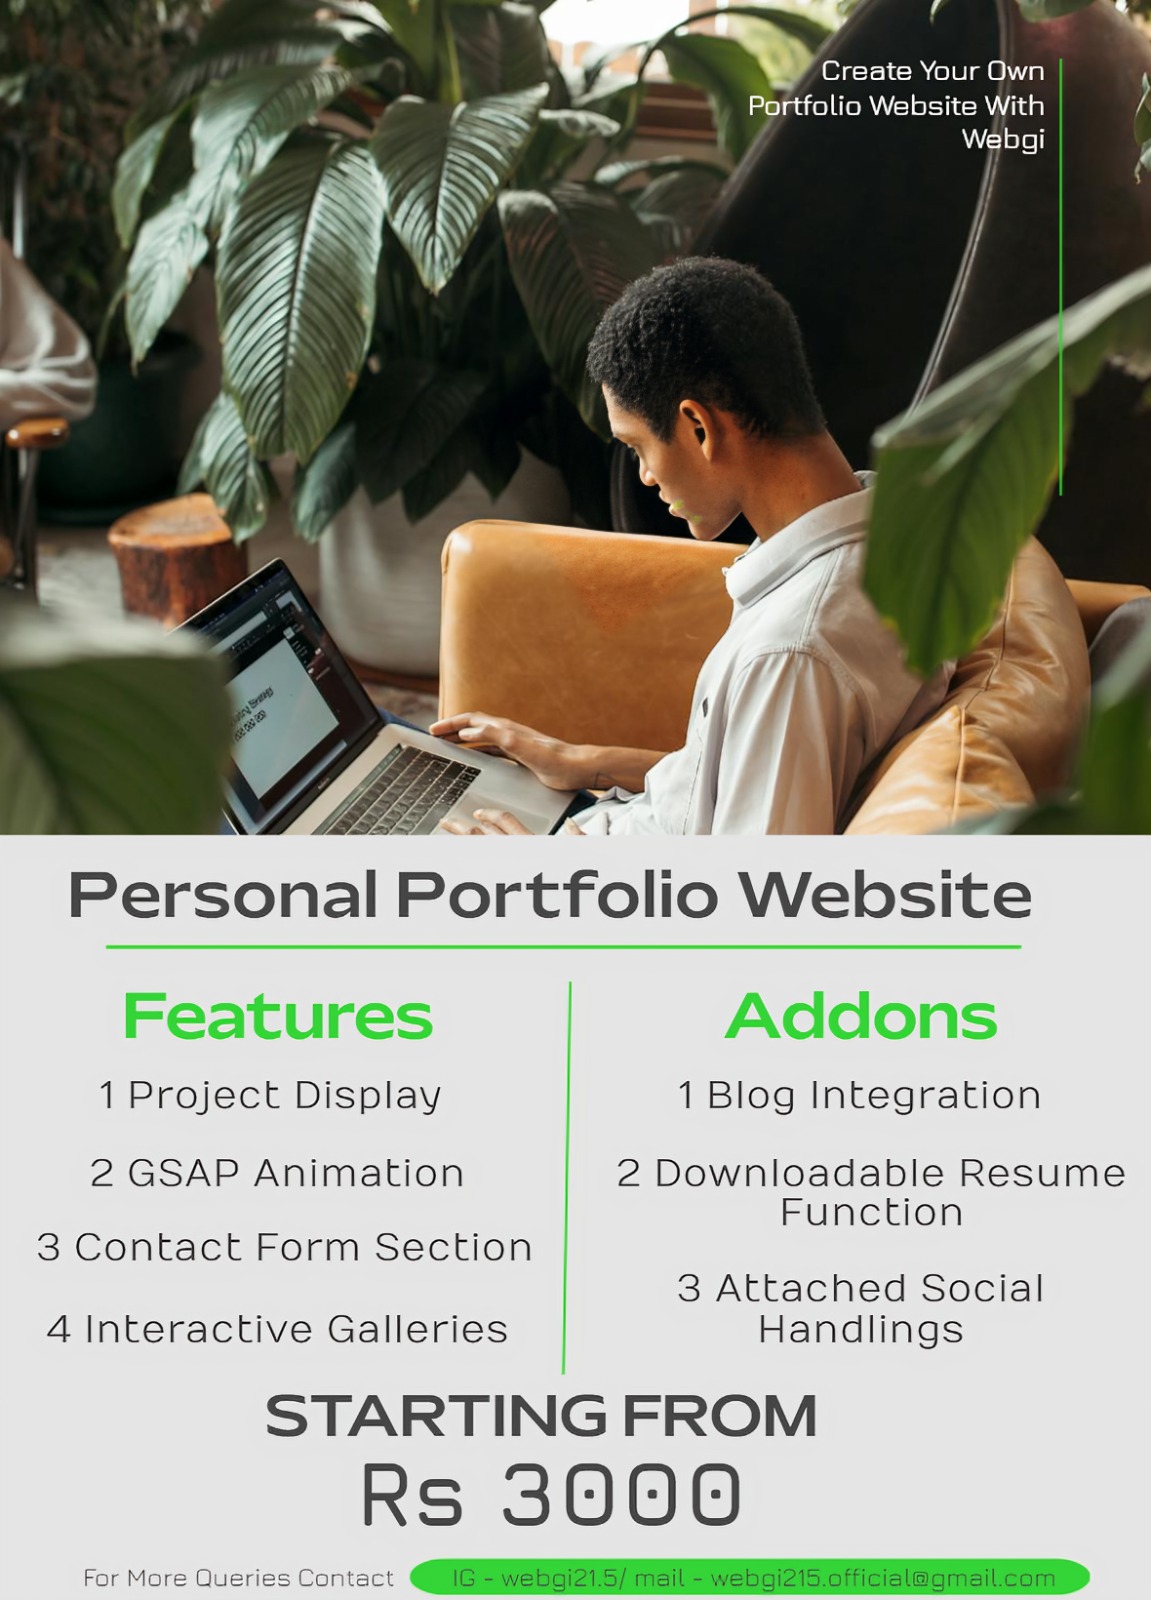 Create Your Own
Portfolio Website With
Webgi
Personal Portfolio Website
Features
1 Project Display
2 GSAP Animation
3 Contact Form Section
4 Interactive Galleries
Addons
1 Blog Integration
2 Downloadable Resume
Function
3 Attached Social
Handlings
STARTING FROM
Rs 3000
For More Queries Contact IG - webgi21.5/ mail - webgi215.official@gmail.com